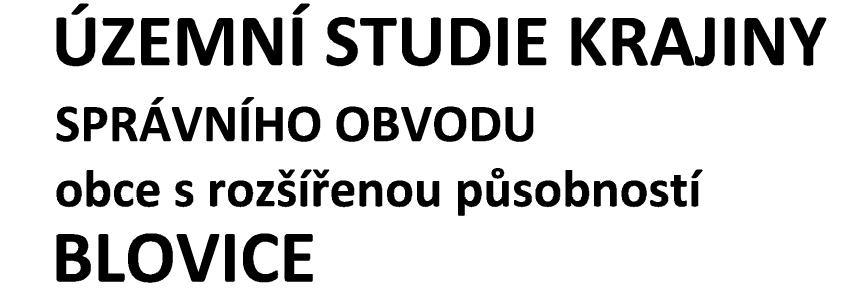 ÚZEMNÍ STUDIE KRAJINY
SPRÁVNÍHO OBVODU
obce s rozšířenou působností
BLOVICE